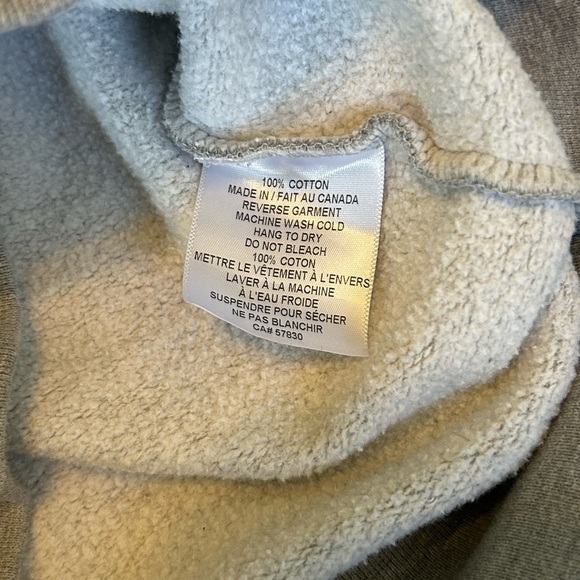 100% COTTON
MADE IN / FAIT AU CANADA
REVERSE GARMENT
MACHINE WASH COLD
HANG TO DRY
DO NOT BLEACH
100% COTON
METTRE LE VÊTEMENT À L'ENVERS
LAVER À LA MACHINE
À L'EAU FROIDE
SUSPENDRE POUR SÉCHER
NE PAS BLANCHIR
CA# 57830